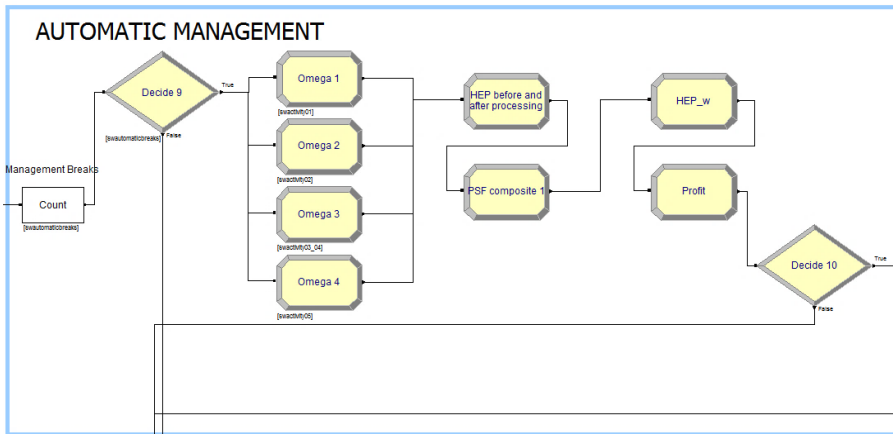 AUTOMATIC MANAGEMENT
Decide 9
True
False
[swautomaticbreaks]
Management Breaks
Count
[swautomaticbreaks]
Omega 1
[swactivity01]
Omega 2
[swactivity02]
Omega 3
[swactivity03_04]
Omega 4
[swactivity05]
HEP before and
after processing
PSF composite 1
HEP_w
Profit
Decide 10
True
False